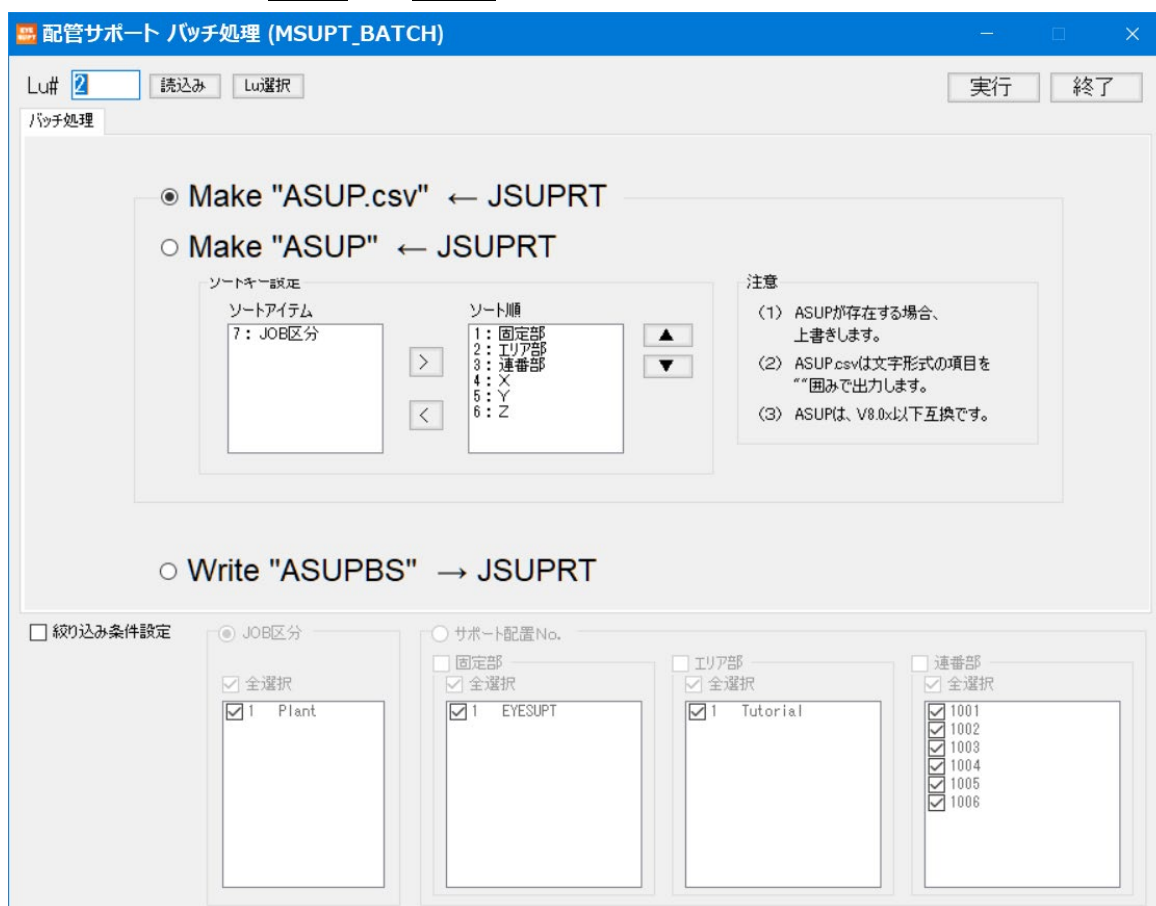 配管サポート バッチ処理 (MSUPT_BATCH)
Lu# 2 読込み Lu選択 実行 終了
バッチ処理
Make "ASUP.csv" ← JSUPRT
Make "ASUP" ← JSUPRT
ソートキー設定
ソートアイテム
7: JOB区分
>
<
ソート順
1: 固定部
2: エリア部
3: 連番部
4: X
5: Y
6: Z
▲
▼
注意
(1) ASUPが存在する場合、
上書きします。
(2) ASUP.csvは文字形式の項目を
""囲みで出力します。
(3) ASUPは、V8.0x以下互換です。
Write "ASUPBS" → JSUPRT
絞り込み条件設定
JOB区分
全選択
1 Plant
サポート配置No.
固定部
全選択
1 EYESUPT
エリア部
全選択
1 Tutorial
連番部
全選択
1001
1002
1003
1004
1005
1006